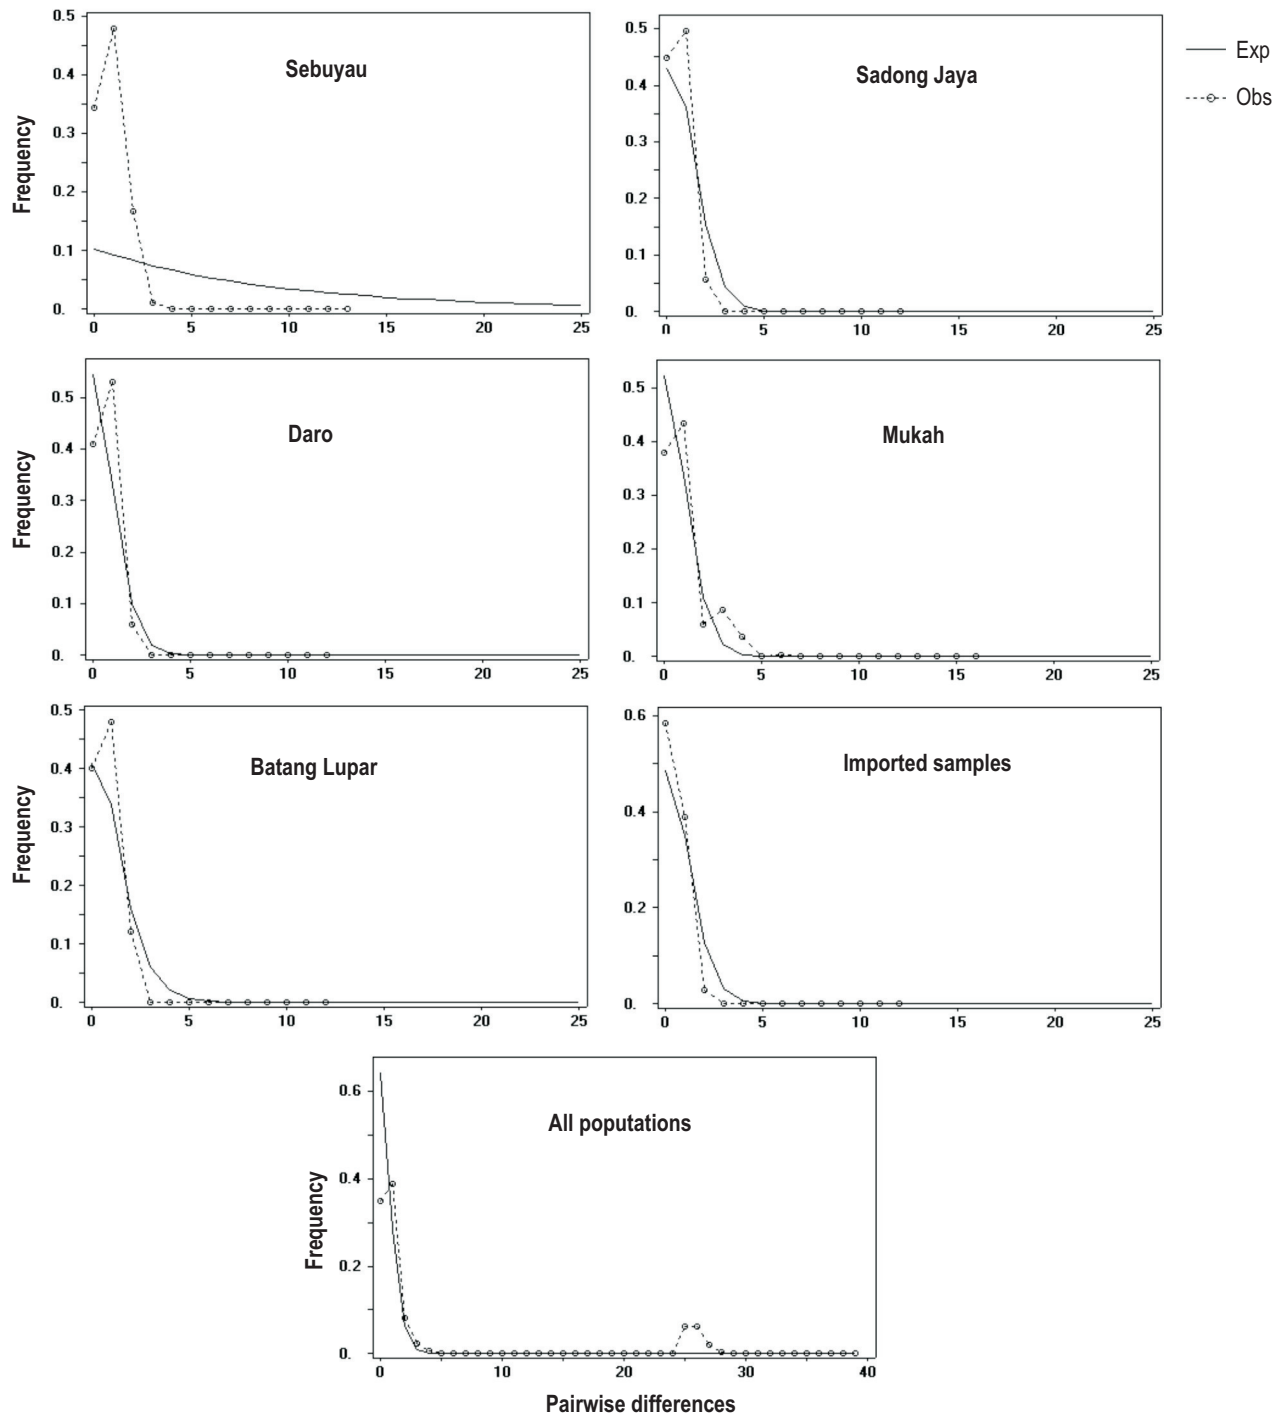 0.5
0.4
0.3
0.2
0.1
0.
0 5 10 15 20 25
Sebuyau
Frequency
0.5
0.4
0.3
0.2
0.1
0.
0 5 10 15 20 25
Sadong Jaya
Exp
Obs
0.5
0.4
0.3
0.2
0.1
0.
0 5 10 15 20 25
Daro
Frequency
0.5
0.4
0.3
0.2
0.1
0.
0 5 10 15 20 25
Mukah
0.5
0.4
0.3
0.2
0.1
0.
0 5 10 15 20 25
Batang Lupar
Frequency
0.6
0.4
0.2
0.
0 5 10 15 20 25
Imported samples
0.6
0.4
0.2
0.
0 10 20 30 40
All poputations
Frequency
Pairwise differences